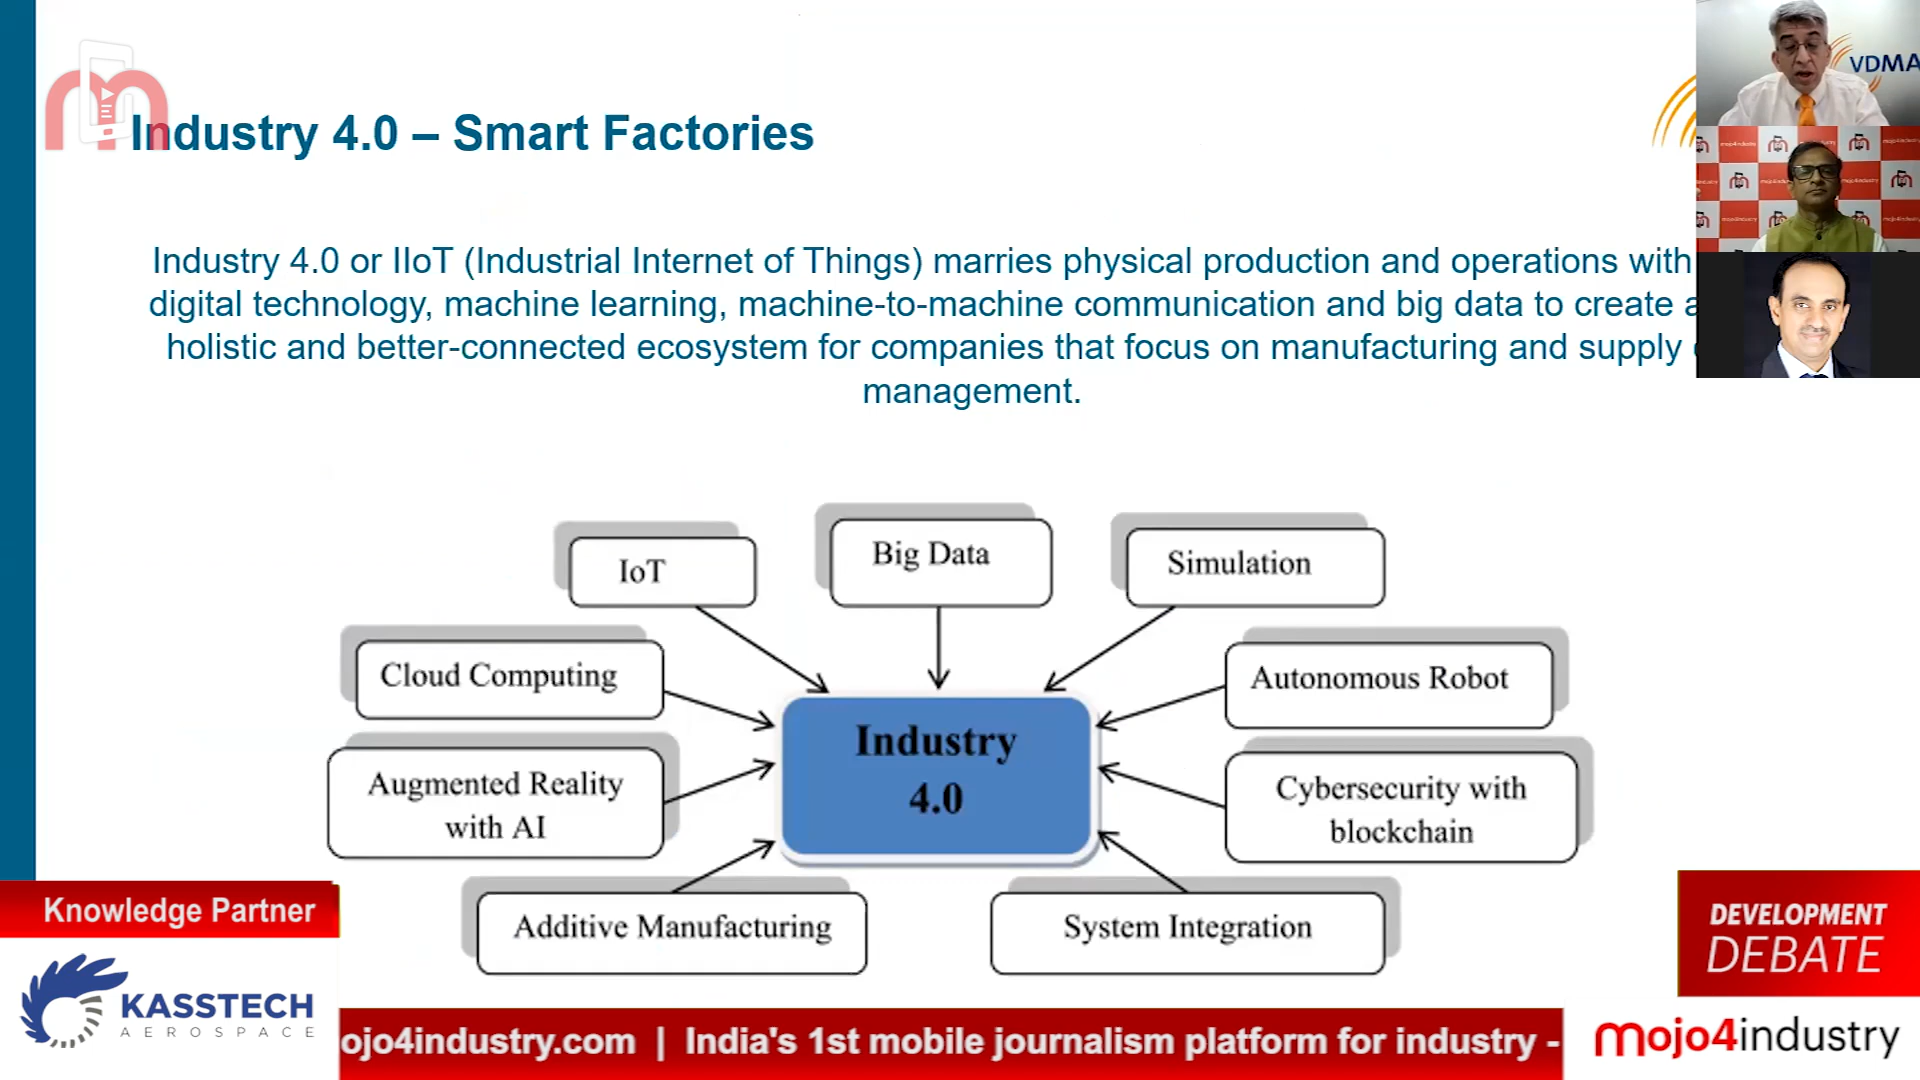 Industry 4.0 – Smart Factories
VDMA
Industry 4.0 or IIoT (Industrial Internet of Things) marries physical production and operations with
digital technology, machine learning, machine-to-machine communication and big data to create a
holistic and better-connected ecosystem for companies that focus on manufacturing and supply
management.
IoT
Big Data
Simulation
Cloud Computing
Autonomous Robot
Industry
4.0
Augmented Reality
with AI
Cybersecurity with
blockchain
Additive Manufacturing
System Integration
Knowledge Partner
KASSTECH
AEROSPACE
DEVELOPMENT
DEBATE
ojo4industry.com | India's 1st mobile journalism platform for industry -
mojo4industry